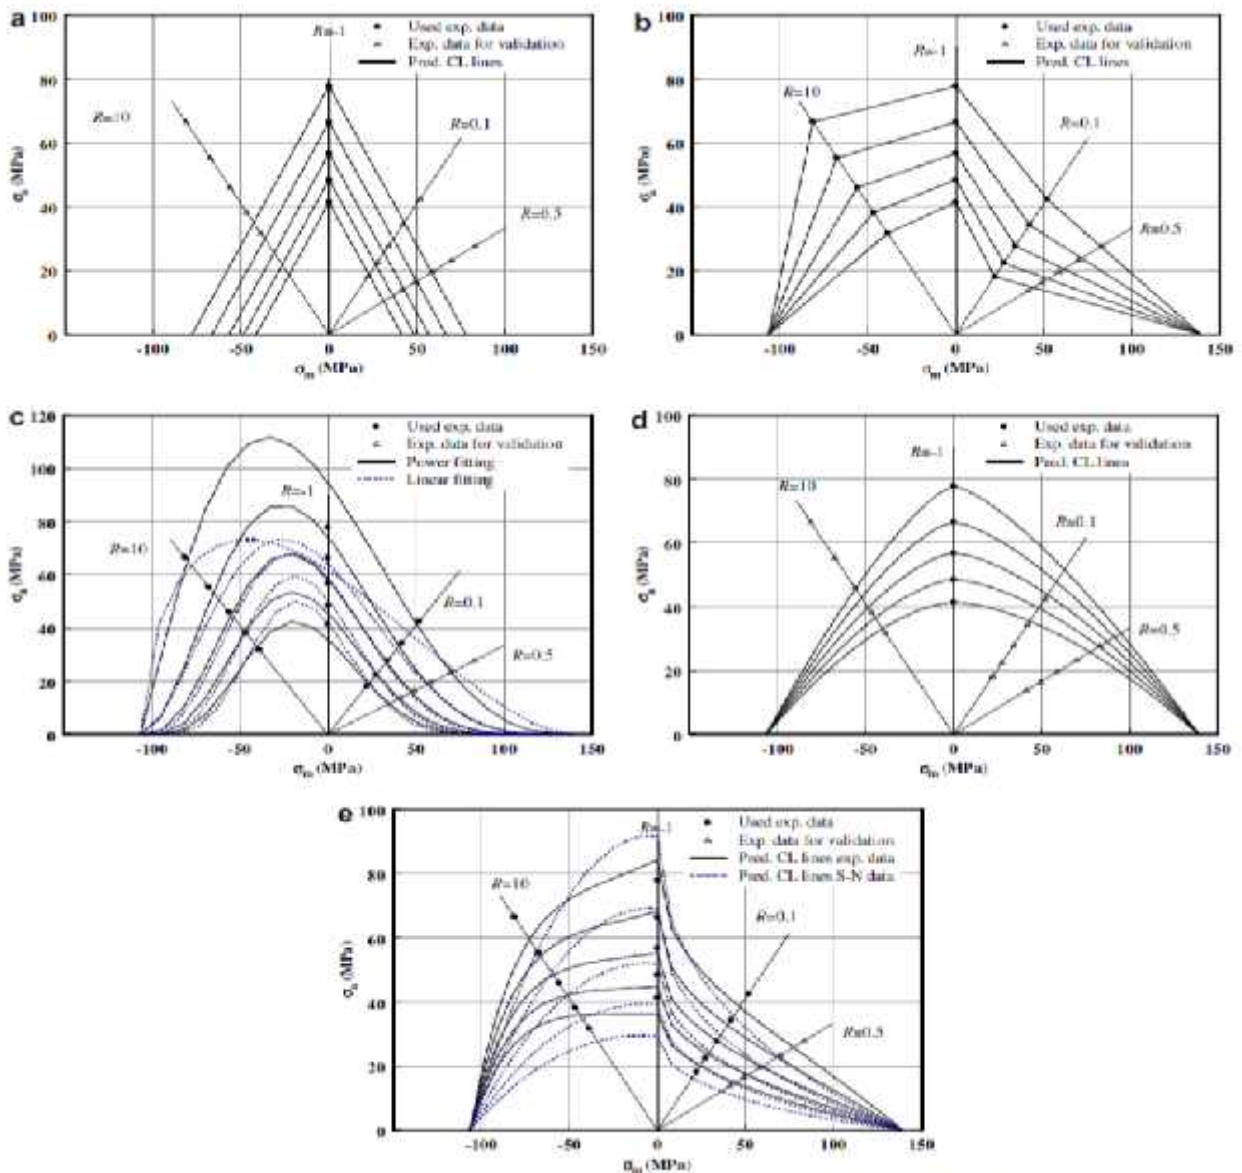 a
100
80
60
40
20
0
σa (MPa)
R=-1
Used exp. data
Exp. data for validation
Pred. CL lines
R=10
R=0.1
R=0.5
-100
-50
0
50
100
150
σm (MPa)
b
100
80
60
40
20
0
σa (MPa)
R=-1
Used exp. data
Exp. data for validation
Pred. CL lines
R=10
R=0.1
R=0.5
-100
-50
0
50
100
150
σm (MPa)
c
120
100
80
60
40
20
0
σa (MPa)
Used exp. data
Exp. data for validation
Power fitting
Linear fitting
R=-1
R=10
R=0.1
R=0.5
-100
-50
0
50
100
150
σm (MPa)
d
100
80
60
40
20
0
σa (MPa)
Used exp. data
Exp. data for validation
Pred. CL lines
R=-1
R=10
R=0.1
R=0.5
-100
-50
0
50
100
150
σm (MPa)
e
100
80
60
40
20
0
σa (MPa)
R=-1
Used exp. data
Exp. data for validation
Pred. CL lines exp. data
Pred. CL lines S-N data
R=10
R=0.1
R=0.5
-100
-50
0
50
100
150
σm (MPa)